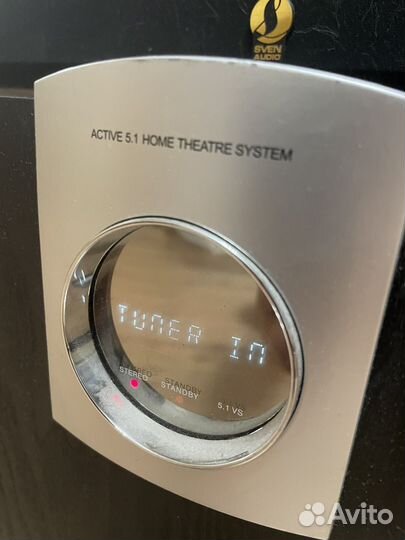 SVEN
AUDIO
ACTIVE 5.1 HOME THEATRE SYSTEM
TUNER IN
STEREO
STANDBY
5.1 VS
Avito